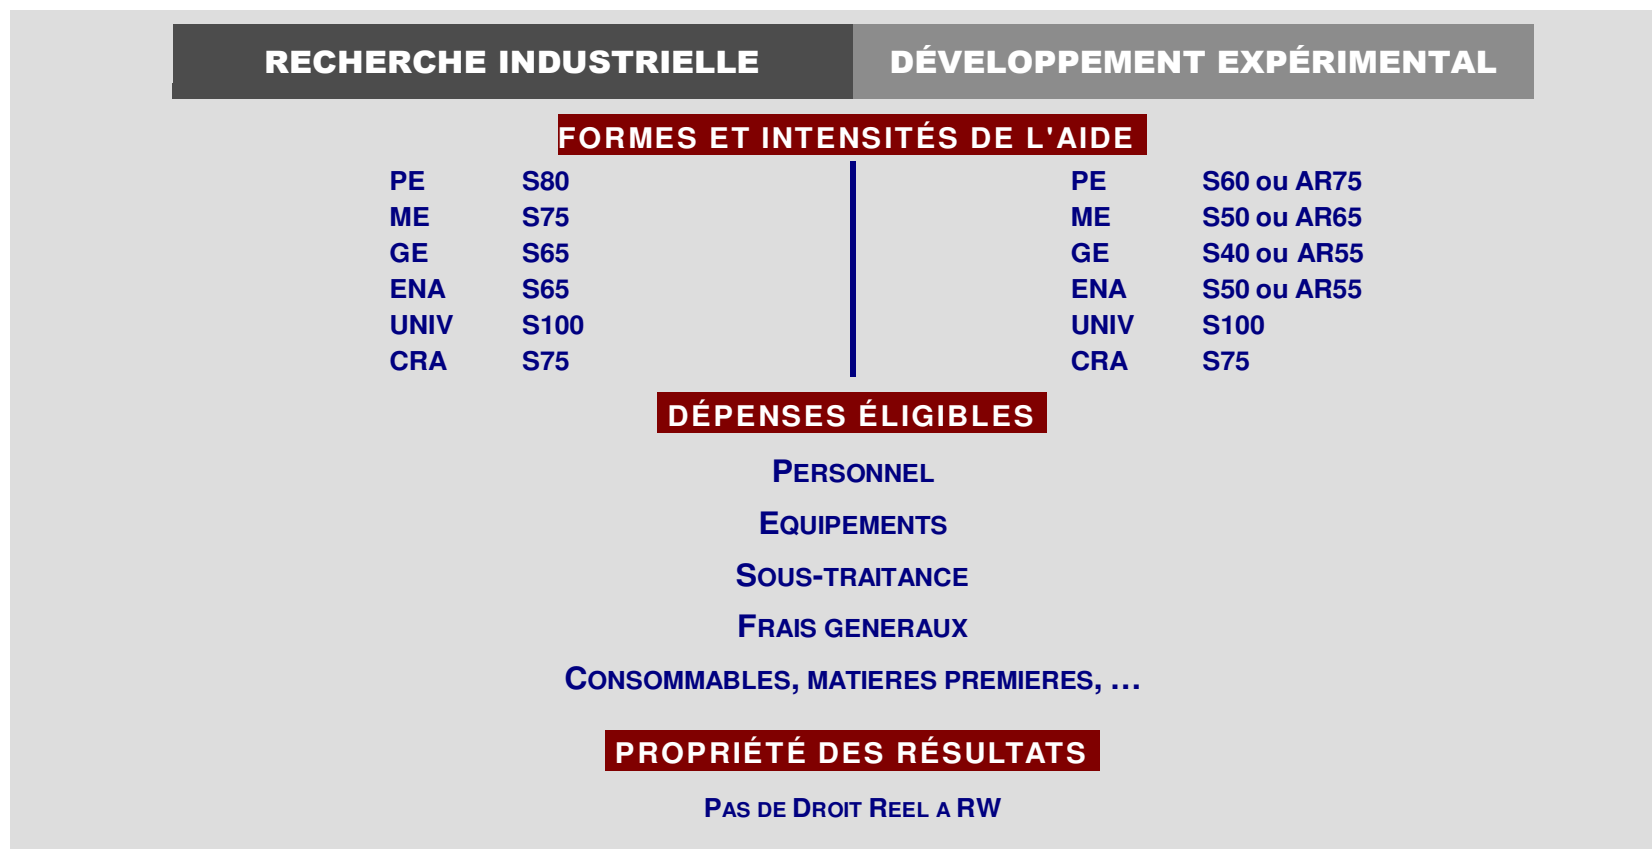 RECHERCHE INDUSTRIELLE DÉVELOPPEMENT EXPÉRIMENTAL
FORMES ET INTENSITÉS DE L'AIDE
PE S80 PE S60 ou AR75
ME S75 ME S50 ou AR65
GE S65 GE S40 ou AR55
ENA S65 ENA S50 ou AR55
UNIV S100 UNIV S100
CRA S75 CRA S75
DÉPENSES ÉLIGIBLES
PERSONNEL
EQUIPEMENTS
SOUS-TRAITANCE
FRAIS GENERAUX
CONSOMMABLES, MATIERES PREMIERES, …
PROPRIÉTÉ DES RÉSULTATS
PAS DE DROIT REEL A RW